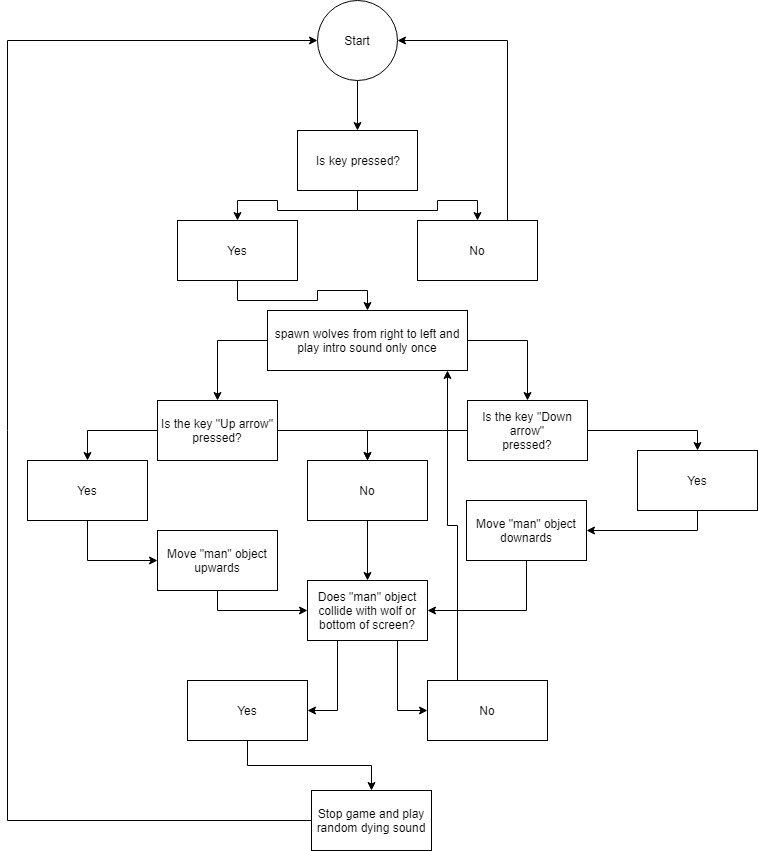 Start
Is key pressed?
Yes
No
spawn wolves from right to left and
play intro sound only once
Is the key "Up arrow"
pressed?
Is the key "Down
arrow"
pressed?
Yes
No
Yes
Move "man" object
upwards
Move "man" object
downards
Does "man" object
collide with wolf or
bottom of screen?
Yes
No
Stop game and play
random dying sound